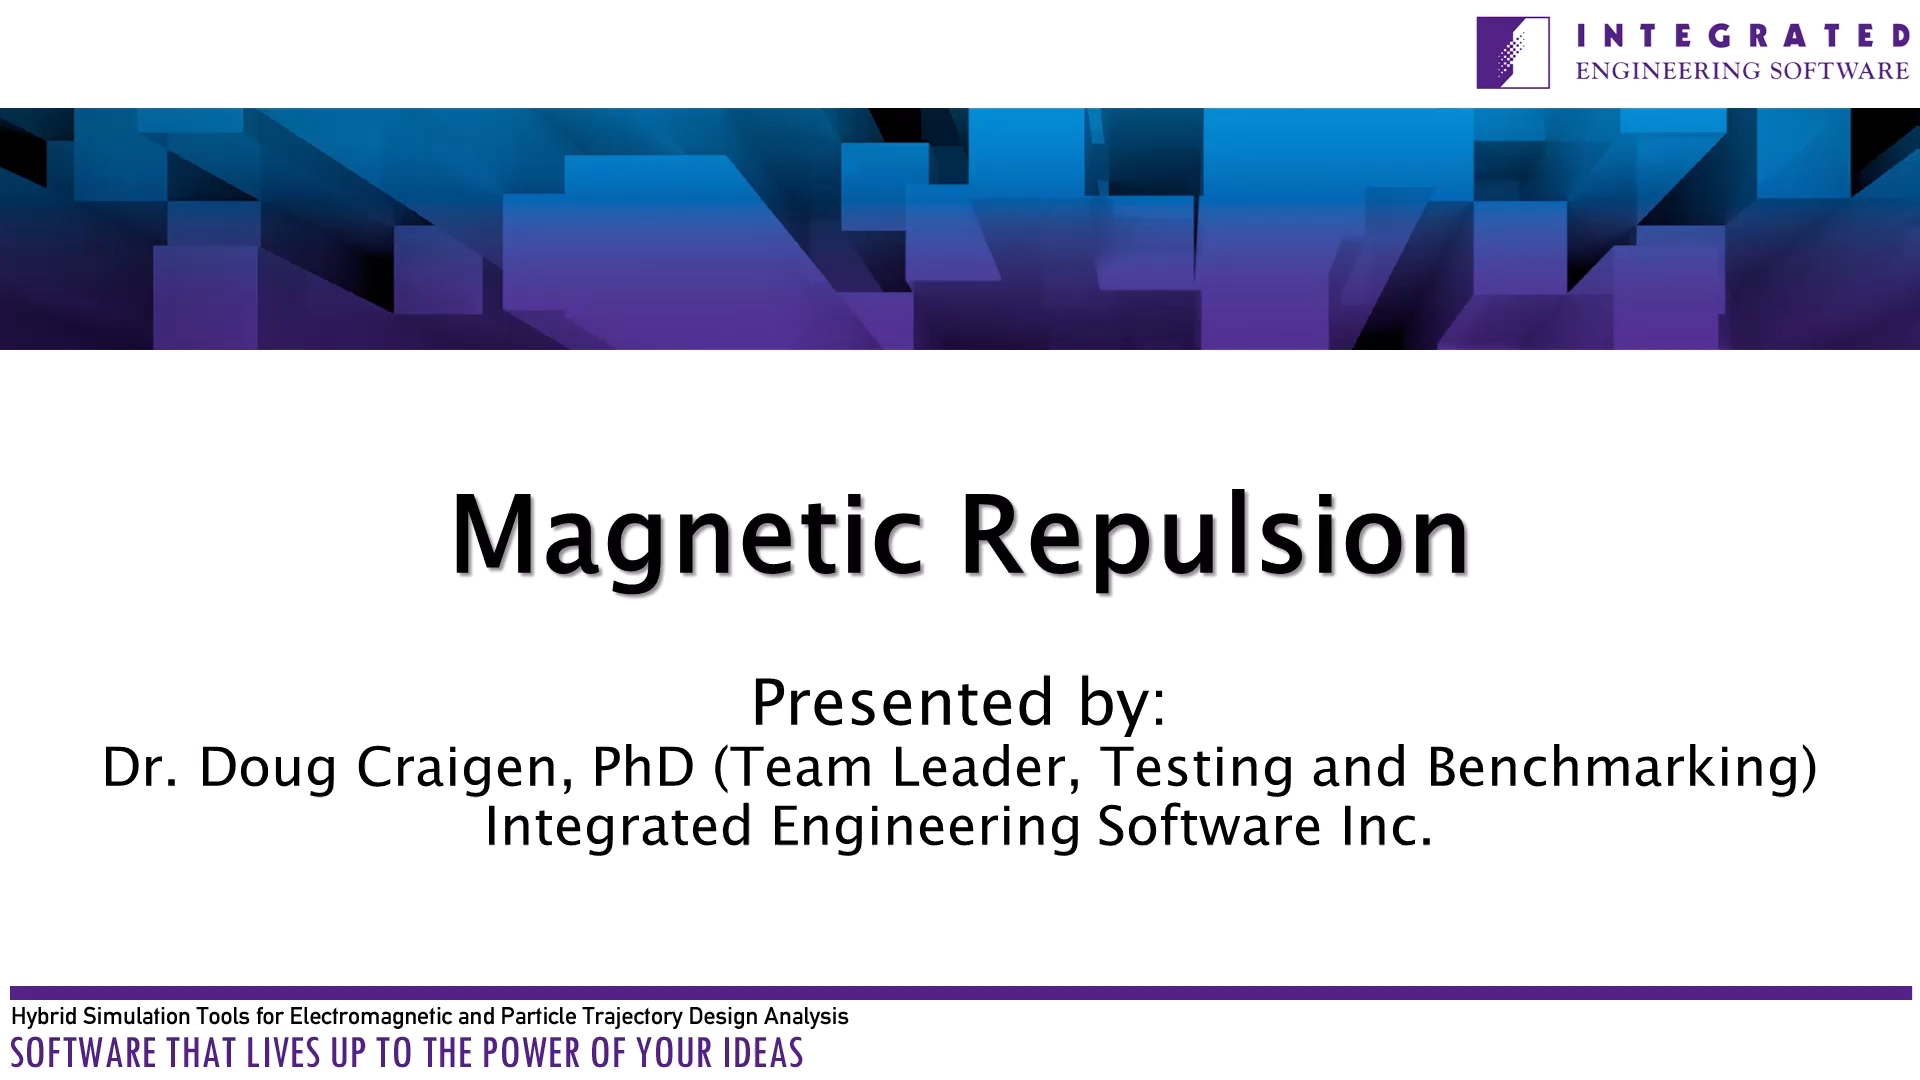 INTEGRATED
ENGINEERING SOFTWARE
Magnetic Repulsion
Presented by:
Dr. Doug Craigen, PhD (Team Leader, Testing and Benchmarking)
Integrated Engineering Software Inc.
Hybrid Simulation Tools for Electromagnetic and Particle Trajectory Design Analysis
SOFTWARE THAT LIVES UP TO THE POWER OF YOUR IDEAS